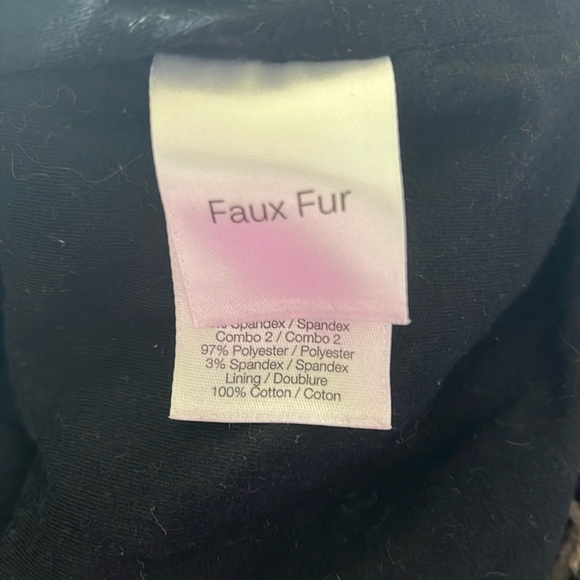 Faux Fur
Spandex / Spandex
Combo 2 / Combo 2
97% Polyester / Polyester
3% Spandex / Spandex
Lining / Doublure
100% Cotton / Coton